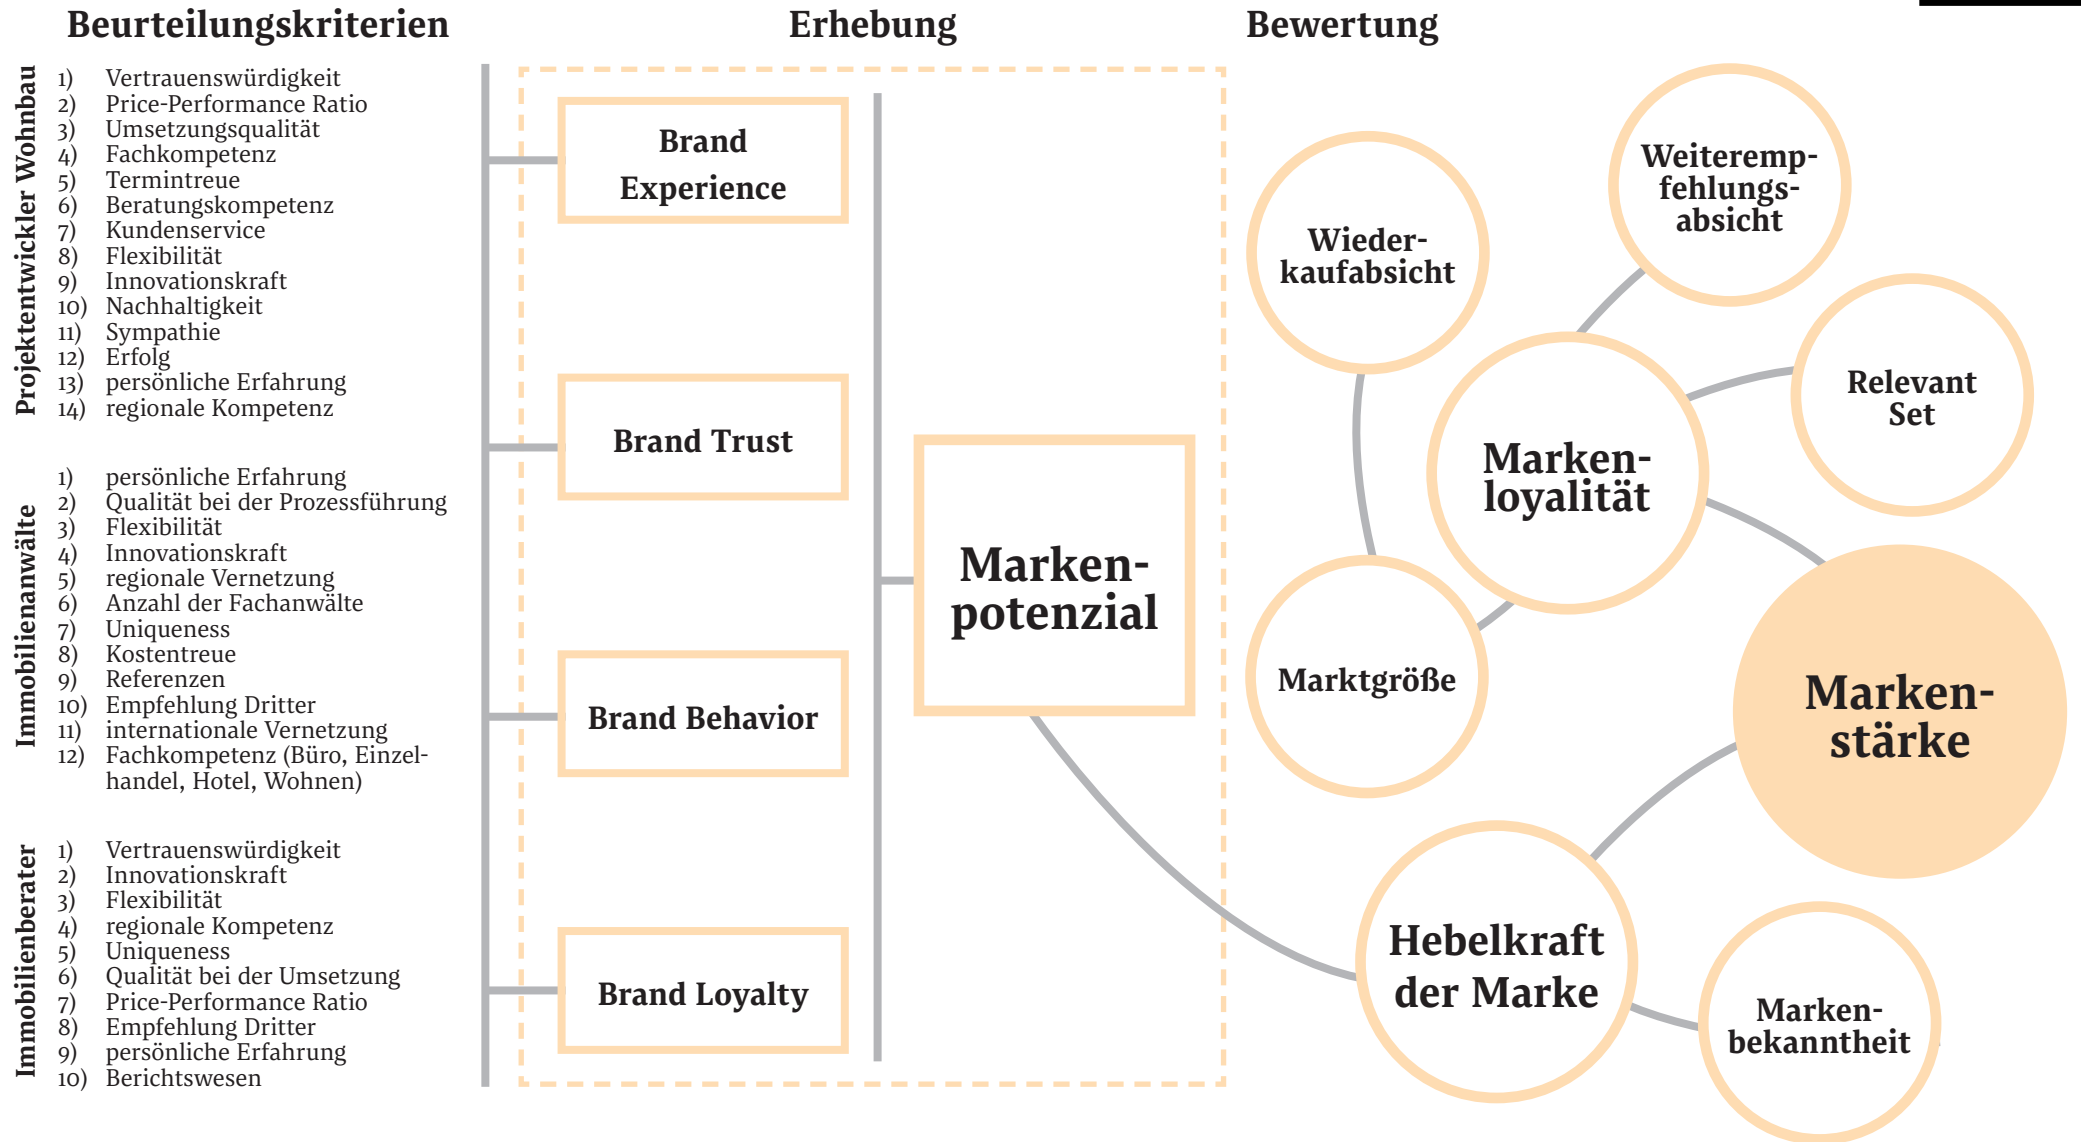 Beurteilungskriterien
Projektentwickler Wohnbau
1) Vertrauenswürdigkeit
2) Price-Performance Ratio
3) Umsetzungsqualität
4) Fachkompetenz
5) Termintreue
6) Beratungskompetenz
7) Kundenservice
8) Flexibilität
9) Innovationskraft
10) Nachhaltigkeit
11) Sympathie
12) Erfolg
13) persönliche Erfahrung
14) regionale Kompetenz
Immobilienanwälte
1) persönliche Erfahrung
2) Qualität bei der Prozessführung
3) Flexibilität
4) Innovationskraft
5) regionale Vernetzung
6) Anzahl der Fachanwälte
7) Uniqueness
8) Kostentreue
9) Referenzen
10) Empfehlung Dritter
11) internationale Vernetzung
12) Fachkompetenz (Büro, Einzel-
handel, Hotel, Wohnen)
Immobilienberater
1) Vertrauenswürdigkeit
2) Innovationskraft
3) Flexibilität
4) regionale Kompetenz
5) Uniqueness
6) Qualität bei der Umsetzung
7) Price-Performance Ratio
8) Empfehlung Dritter
9) persönliche Erfahrung
10) Berichtswesen
Erhebung
Brand
Experience
Brand Trust
Brand Behavior
Brand Loyalty
Marken-
potenzial
Bewertung
Wieder-
kaufabsicht
Weiteremp-
fehlungs-
absicht
Relevant
Set
Marken-
loyalität
Marktgröße
Marken-
stärke
Hebelkraft
der Marke
Marken-
bekanntheit